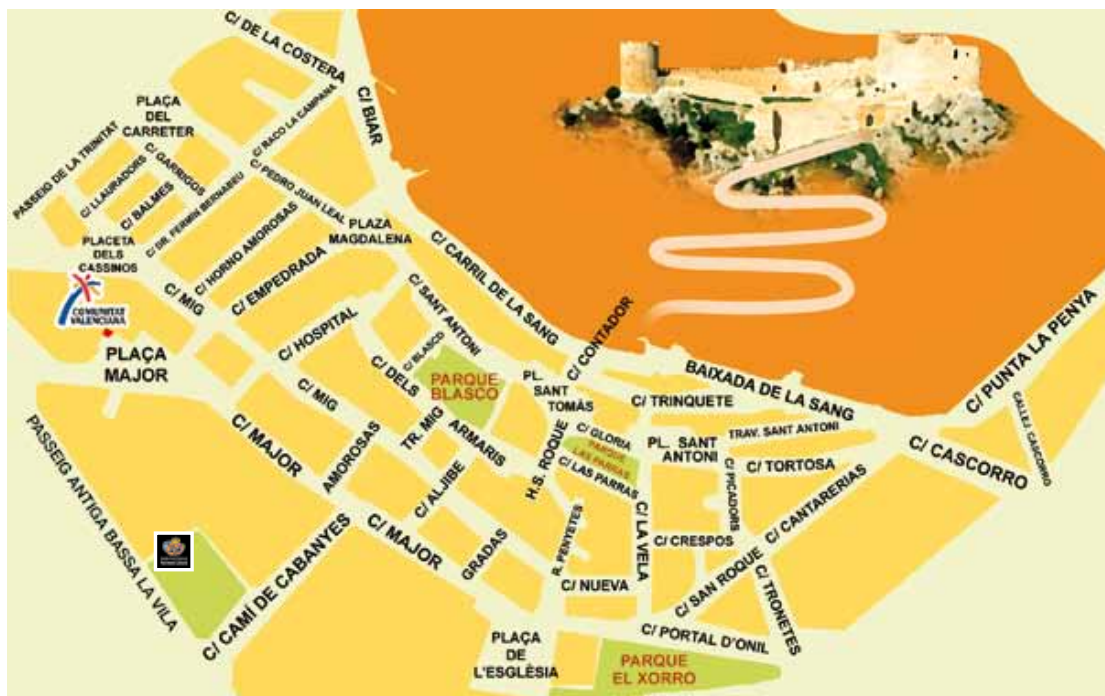 C/ DE LA COSTERA
C/ BIAR
PLAÇA
DEL
CARRETER
C/ RACO LA CAMPANA
PASSEIG DE LA TRINITAT
C/ GARRIGOS
C/ LLAURADORS
C/ BALMES
C/ PEDRO JUAN LEAL
C/ DR. FERMIN BERNABEU
PLAZA
MAGDALENA
PLACETA
DELS
CASSINOS
C/ HORNO AMOROSAS
C/ EMPEDRADA
C/ CARRIL DE LA SANG
COMUNITAT
VALENCIANA
C/ MIG
C/ SANT ANTONI
C/ HOSPITAL
C/ CONTADOR
PLAÇA
MAJOR
C/ BLASCO
C/ DELS
ARMARIS
PARQUE
BLASCO
PL.
SANT
TOMÀS
BAIXADA DE LA SANG
C/ PUNTA LA PENYA
CALLEJ. CASCORRO
C/ TRINQUETE
C/ MIG
TR. MIG
C/ GLORIA
PARQUE
LAS PARRAS
C/ LAS PARRAS
H.S. ROQUE
PL. SANT
ANTONI
TRAV. SANT ANTONI
C/ TORTOSA
C/ CASCORRO
C/ PICADORS
C/ MAJOR
AMOROSAS
C/ ALJIBE
PASSEIG ANTIGA BASSA LA VILA
C/ MAJOR
GRADAS
R. PENYETES
C/ LA VELA
C/ CRESPOS
C/ CANTARERIAS
C/ SAN ROQUE
C/ TRONETES
C/ NUEVA
C/ CAMÍ DE CABANYES
C/ PORTAL D'ONIL
PLAÇA
DE
L'ESGLÈSIA
PARQUE
EL XORRO